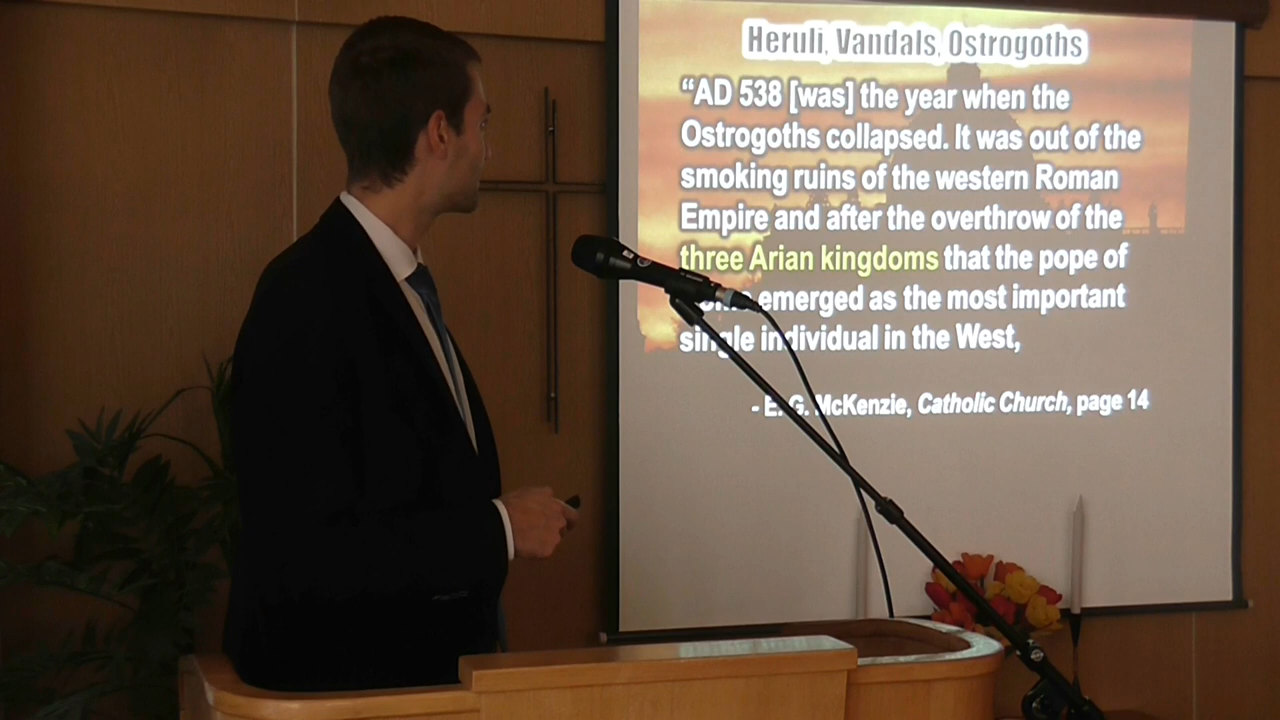 Heruli, Vandals, Ostrogoths
“AD 538 [was] the year when the
Ostrogoths collapsed. It was out of the
smoking ruins of the western Roman
Empire and after the overthrow of the
three Arian kingdoms that the pope of
emerged as the most important
single individual in the West,
- E. G. McKenzie, Catholic Church, page 14